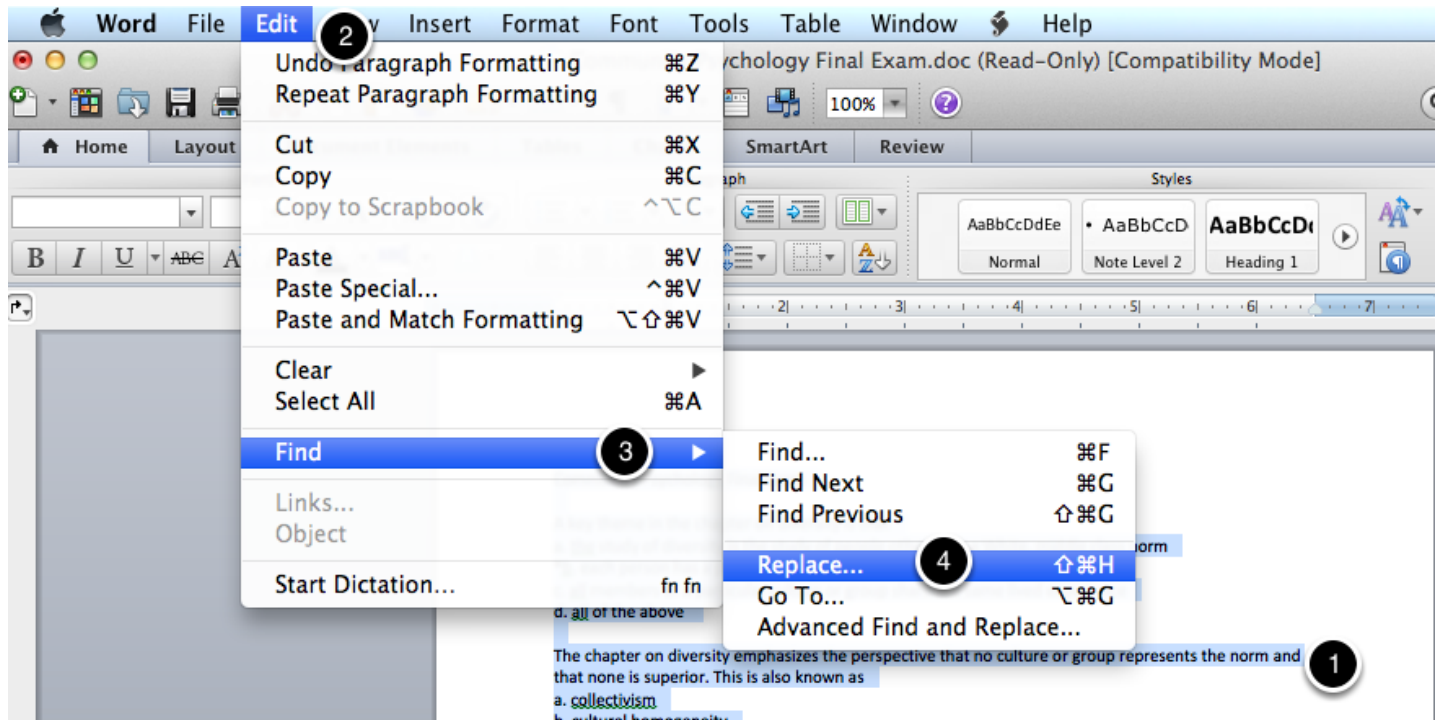 Word File Edit Insert Format Font Tools Table Window Help
2
ychology Final Exam.doc (Read-Only) [Compatibility Mode]
100% ?
Home Layout SmartArt Review
aph Styles
AaBbCcDdEe • AaBbCcD AaBbCcD
B I U ABC A Normal Note Level 2 Heading 1
2 3 4 5 6 7
Undo Paragraph Formatting ⌘Z
Repeat Paragraph Formatting ⌘Y
Cut ⌘X
Copy ⌘C
Copy to Scrapbook ^⌥C
Paste ⌘V
Paste Special... ^⌘V
Paste and Match Formatting ⌥⇧⌘V
Clear ▶
Select All ⌘A
Find 3 ▶
Links...
Object
Start Dictation... fn fn
Find... ⌘F
Find Next ⌘G
Find Previous ⇧⌘G
Replace... 4 ⇧⌘H
Go To... ⌥⌘G
Advanced Find and Replace...
orm
d. all of the above
The chapter on diversity emphasizes the perspective that no culture or group represents the norm and 1
that none is superior. This is also known as
a. collectivism
b. cultural homogeneity